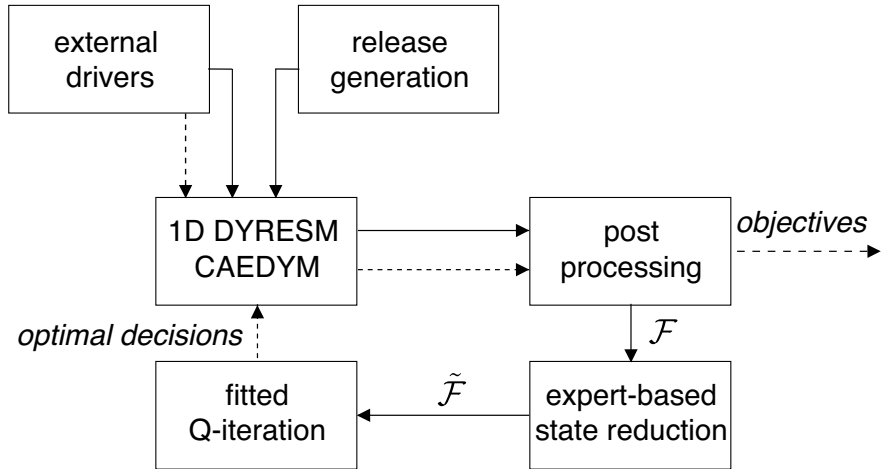 external
drivers
release
generation
1D DYRESM
CAEDYM
post
processing
objectives
optimal decisions
ℱ
fitted
Q-iteration
ℱ̃
expert-based
state reduction